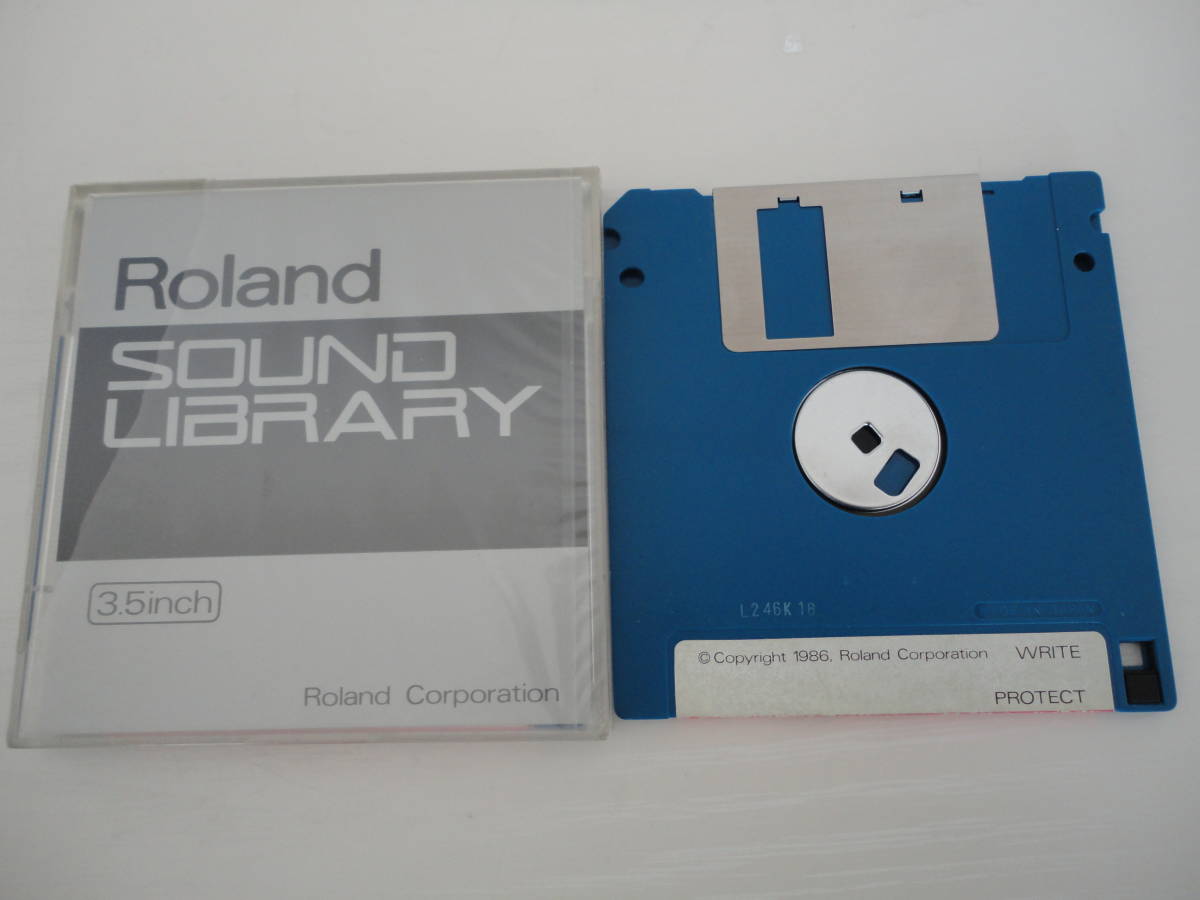 Roland
SOUND
LIBRARY
3.5inch
Roland Corporation
L246K18
© Copyright 1986, Roland Corporation WRITE
PROTECT